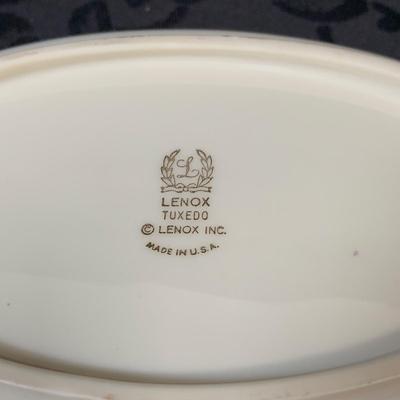 L
LENOX
TUXEDO
© LENOX INC.
MADE IN U.S.A.